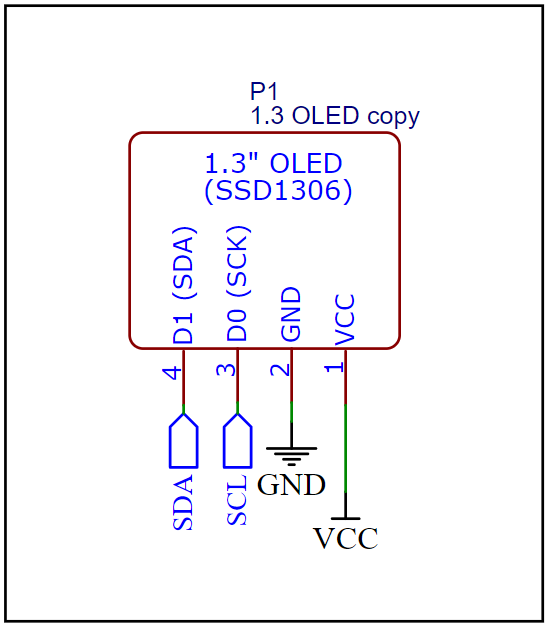 P1
1.3 OLED copy
1.3" OLED
(SSD1306)
D1 (SDA)
D0 (SCK)
GND
VCC
4
3
2
1
SDA
SCL
GND
VCC